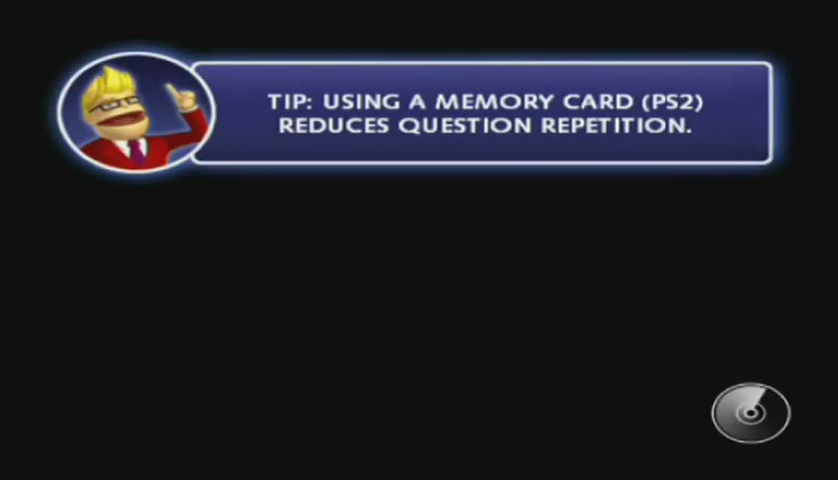 TIP: USING A MEMORY CARD (PS2)
REDUCES QUESTION REPETITION.